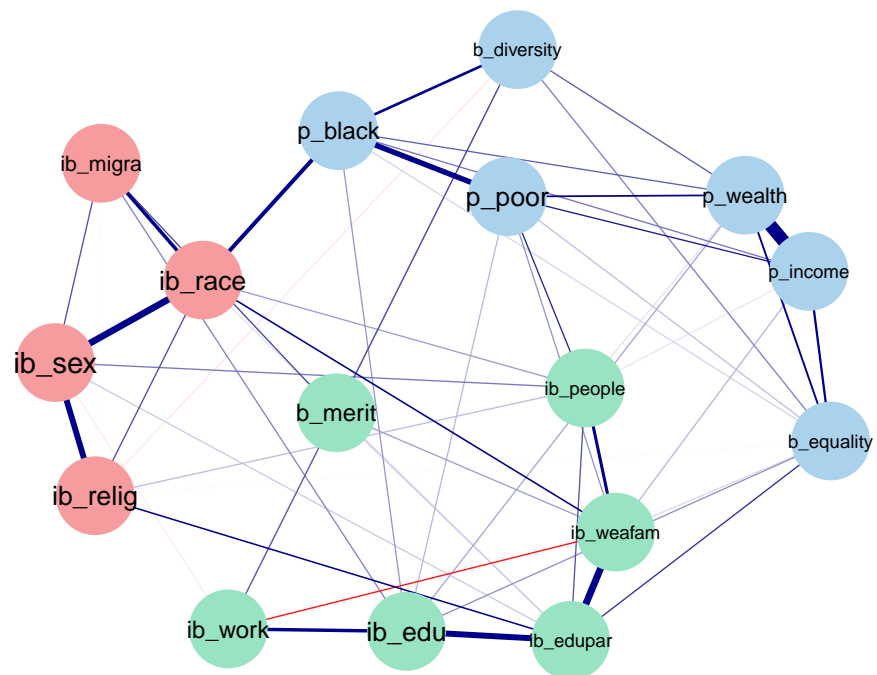 b_diversity
p_black
ib_migra
p_poor
p_wealth
ib_race
p_income
ib_sex
ib_people
b_merit
b_equality
ib_relig
ib_weafam
ib_work
ib_edu
ib_edupar